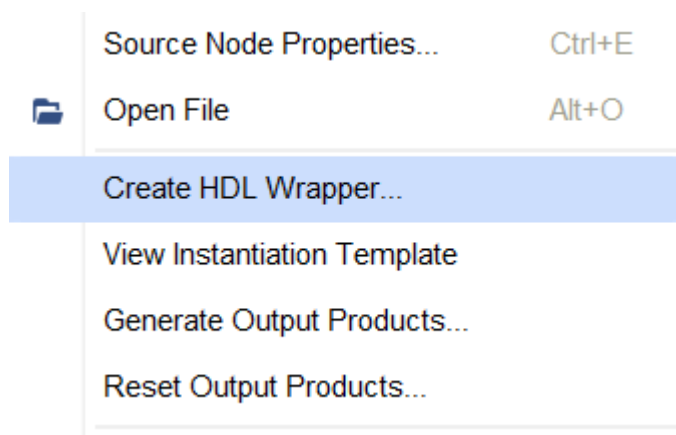 Source Node Properties... Ctrl+E
Open File Alt+O
Create HDL Wrapper...
View Instantiation Template
Generate Output Products...
Reset Output Products...